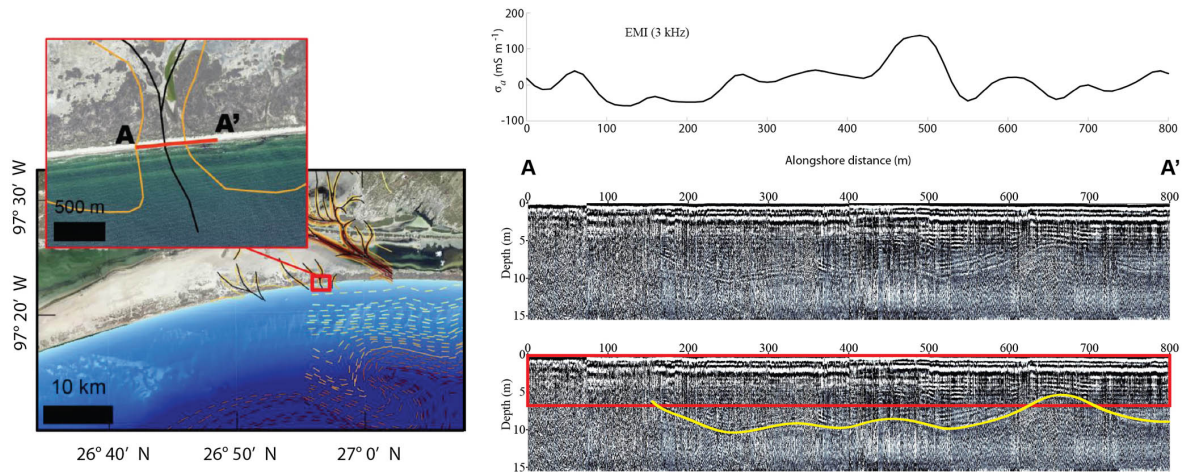 A
A'
500 m
97° 30' W
97° 20' W
10 km
26° 40' N
26° 50' N
27° 0' N
EMI (3 kHz)
σa (mS m-1)
200
100
0
-100
0
100
200
300
400
500
600
700
800
Alongshore distance (m)
A
A'
0
100
200
300
400
500
600
700
800
Depth (m)
0
5
10
15
0
100
200
300
400
500
600
700
800
Depth (m)
0
5
10
15